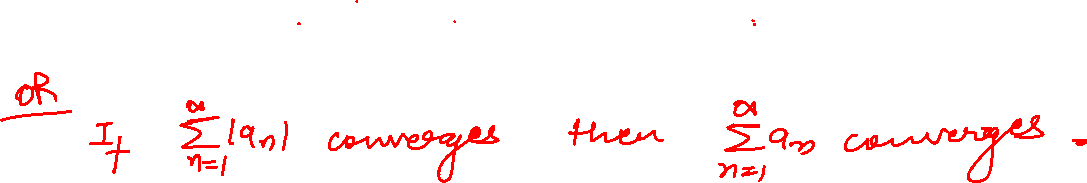 OR
If ∑_{n=1}^{∞} |a_n| converges then ∑_{n=1}^{∞} a_n converges.